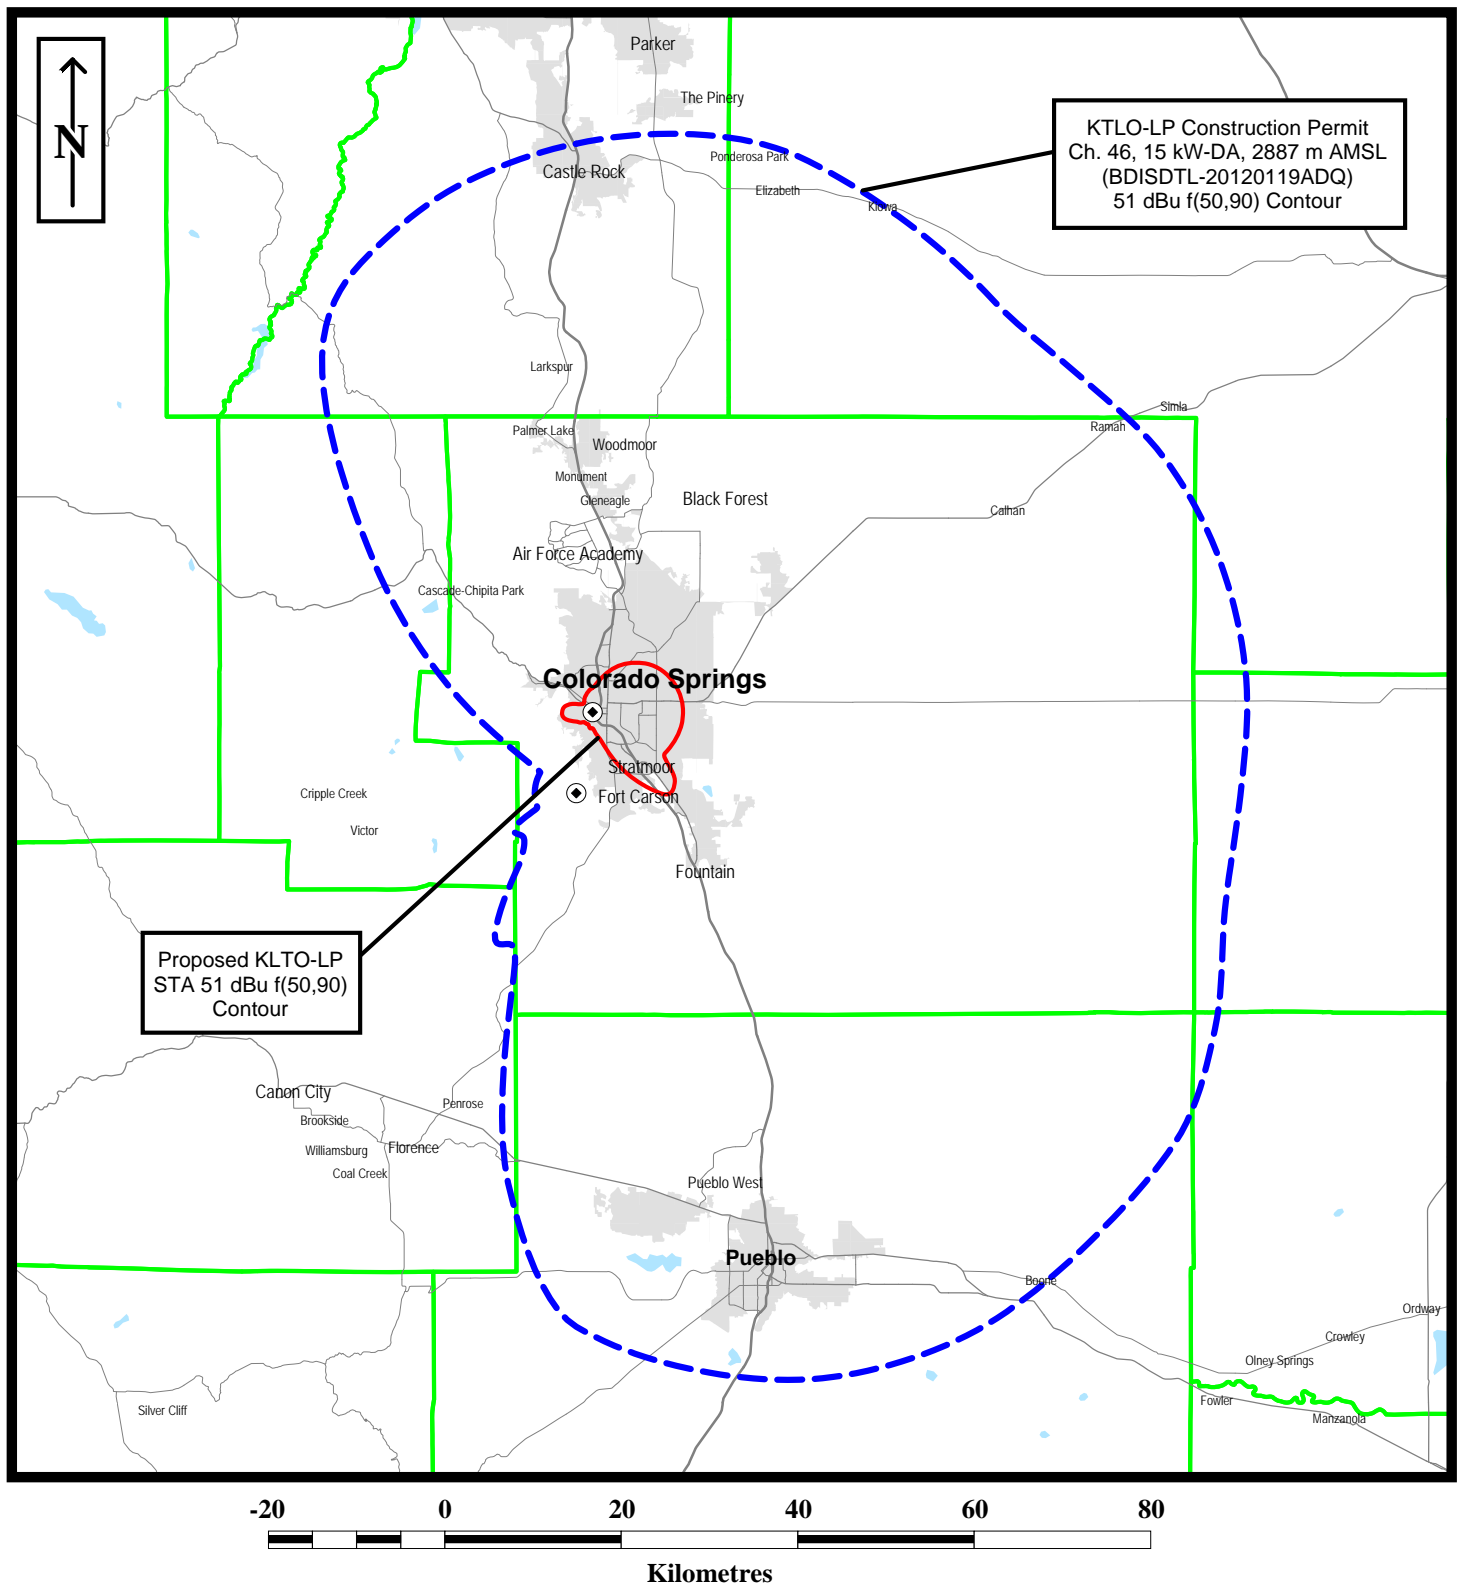 Parker
The Pinery
N
KTLO-LP Construction Permit
Ch. 46, 15 kW-DA, 2887 m AMSL
(BDISDTL-20120119ADQ)
51 dBu f(50,90) Contour
Ponderosa Park
Castle Rock
Elizabeth
Kiowa
Larkspur
Simla
Ramah
Palmer Lake
Woodmoor
Monument
Gleneagle
Black Forest
Calhan
Air Force Academy
Cascade-Chipita Park
Colorado Springs
Stratmoor
Cripple Creek
Fort Carson
Victor
Fountain
Proposed KLTO-LP
STA 51 dBu f(50,90)
Contour
Canon City
Penrose
Brookside
Williamsburg
Florence
Coal Creek
Pueblo West
Pueblo
Boone
Ordway
Crowley
Olney Springs
Fowler
Silver Cliff
Manzanola
-20 0 20 40 60 80
Kilometres